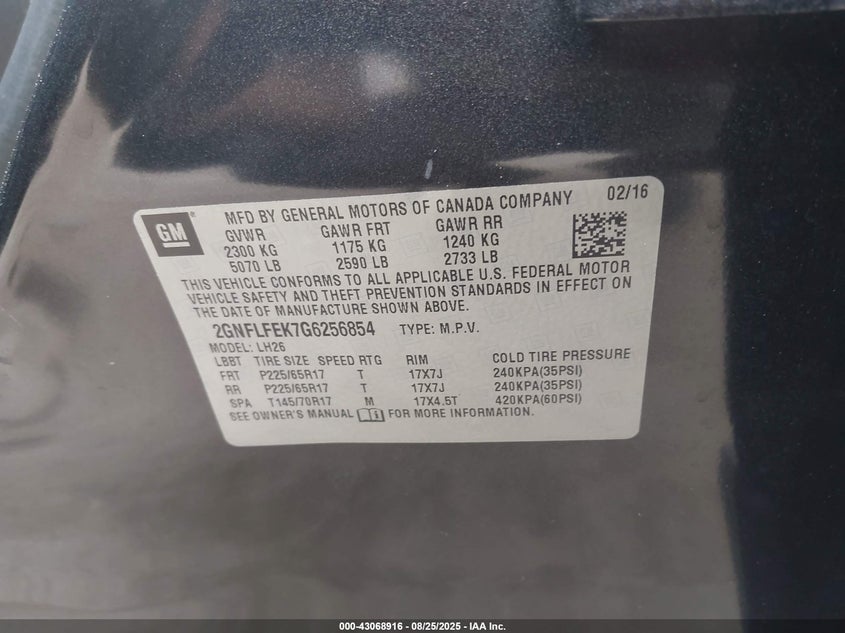 GM
MFD BY GENERAL MOTORS OF CANADA COMPANY 02/16
GVWR GAWR FRT GAWR RR
2300 KG 1175 KG 1240 KG
5070 LB 2590 LB 2733 LB
THIS VEHICLE CONFORMS TO ALL APPLICABLE U.S. FEDERAL MOTOR
VEHICLE SAFETY AND THEFT PREVENTION STANDARDS IN EFFECT ON
THE DATE OF MANUFACTURE SHOWN ABOVE.
2GNFLFEK7G6256854 TYPE: M.P.V.
MODEL: LH26
LBBT TIRE SIZE SPEED RTG RIM COLD TIRE PRESSURE
FRT P225/65R17 T 17X7J 240KPA(35PSI)
RR P225/65R17 T 17X7J 240KPA(35PSI)
SPA T145/70R17 M 17X4.5T 420KPA(60PSI)
SEE OWNER'S MANUAL FOR MORE INFORMATION.
000-43068916 - 08/25/2025 - IAA Inc.